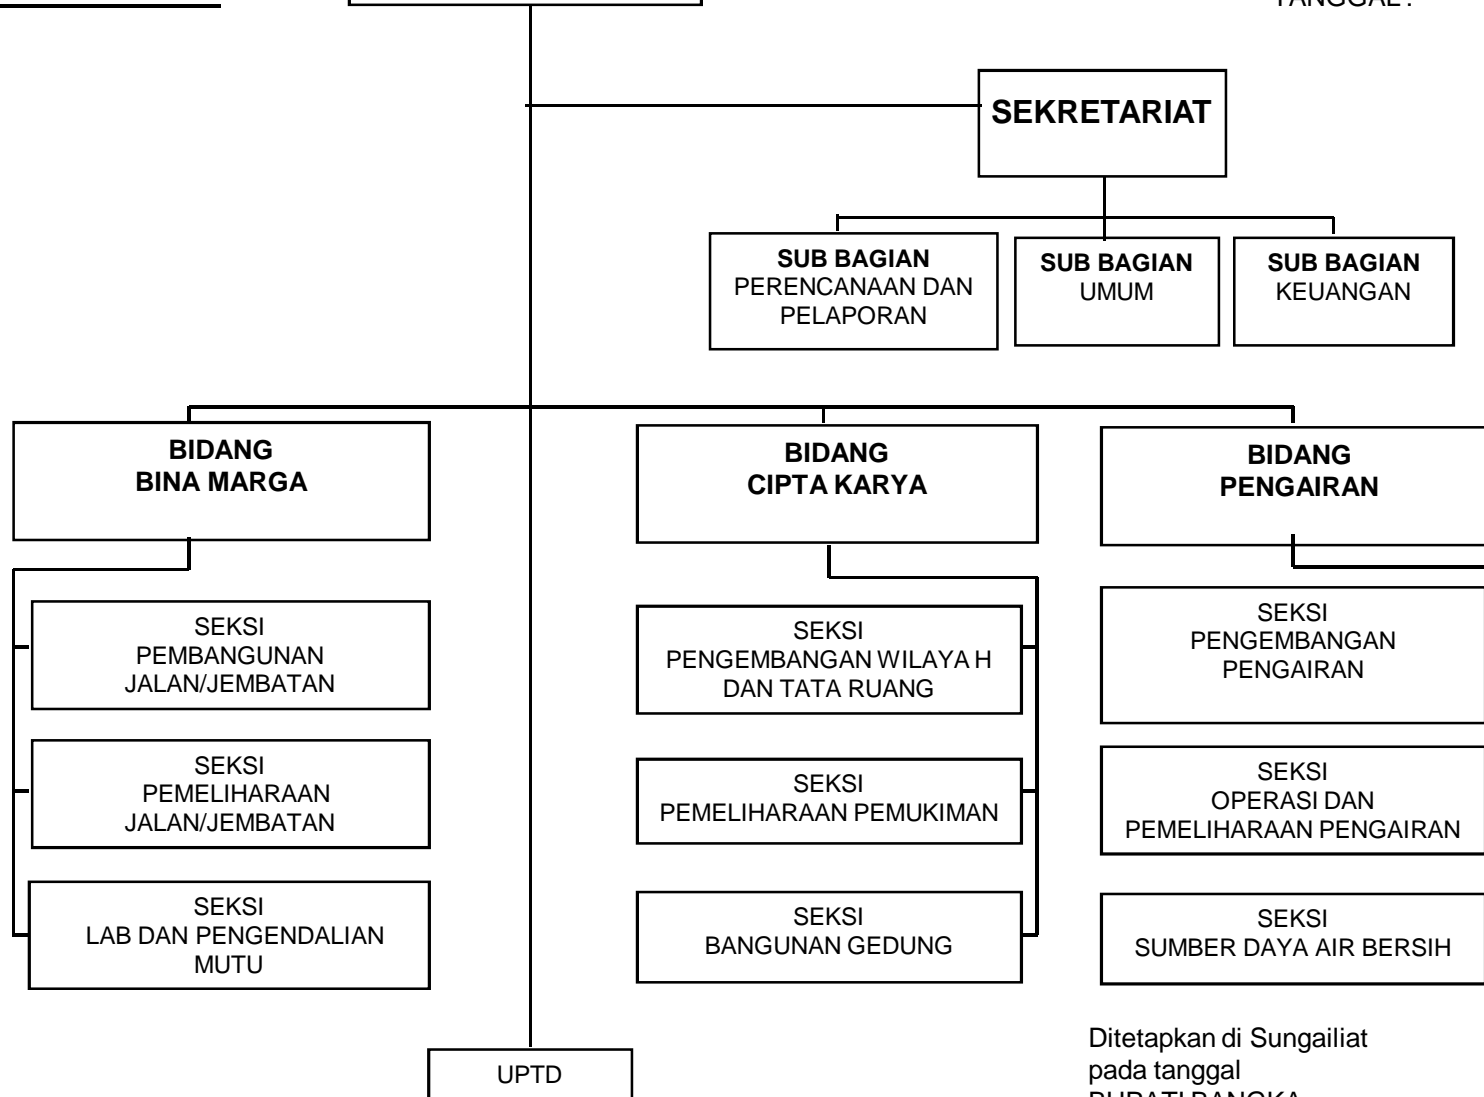 TANGGAL :
SEKRETARIAT
SUB BAGIAN
PERENCANAAN DAN
PELAPORAN
SUB BAGIAN
UMUM
SUB BAGIAN
KEUANGAN
BIDANG
BINA MARGA
BIDANG
CIPTA KARYA
BIDANG
PENGAIRAN
SEKSI
PEMBANGUNAN
JALAN/JEMBATAN
SEKSI
PENGEMBANGAN WILAYA H
DAN TATA RUANG
SEKSI
PENGEMBANGAN
PENGAIRAN
SEKSI
PEMELIHARAAN
JALAN/JEMBATAN
SEKSI
PEMELIHARAAN PEMUKIMAN
SEKSI
OPERASI DAN
PEMELIHARAAN PENGAIRAN
SEKSI
LAB DAN PENGENDALIAN
MUTU
SEKSI
BANGUNAN GEDUNG
SEKSI
SUMBER DAYA AIR BERSIH
UPTD
Ditetapkan di Sungailiat
pada tanggal
BUPATI BANGKA